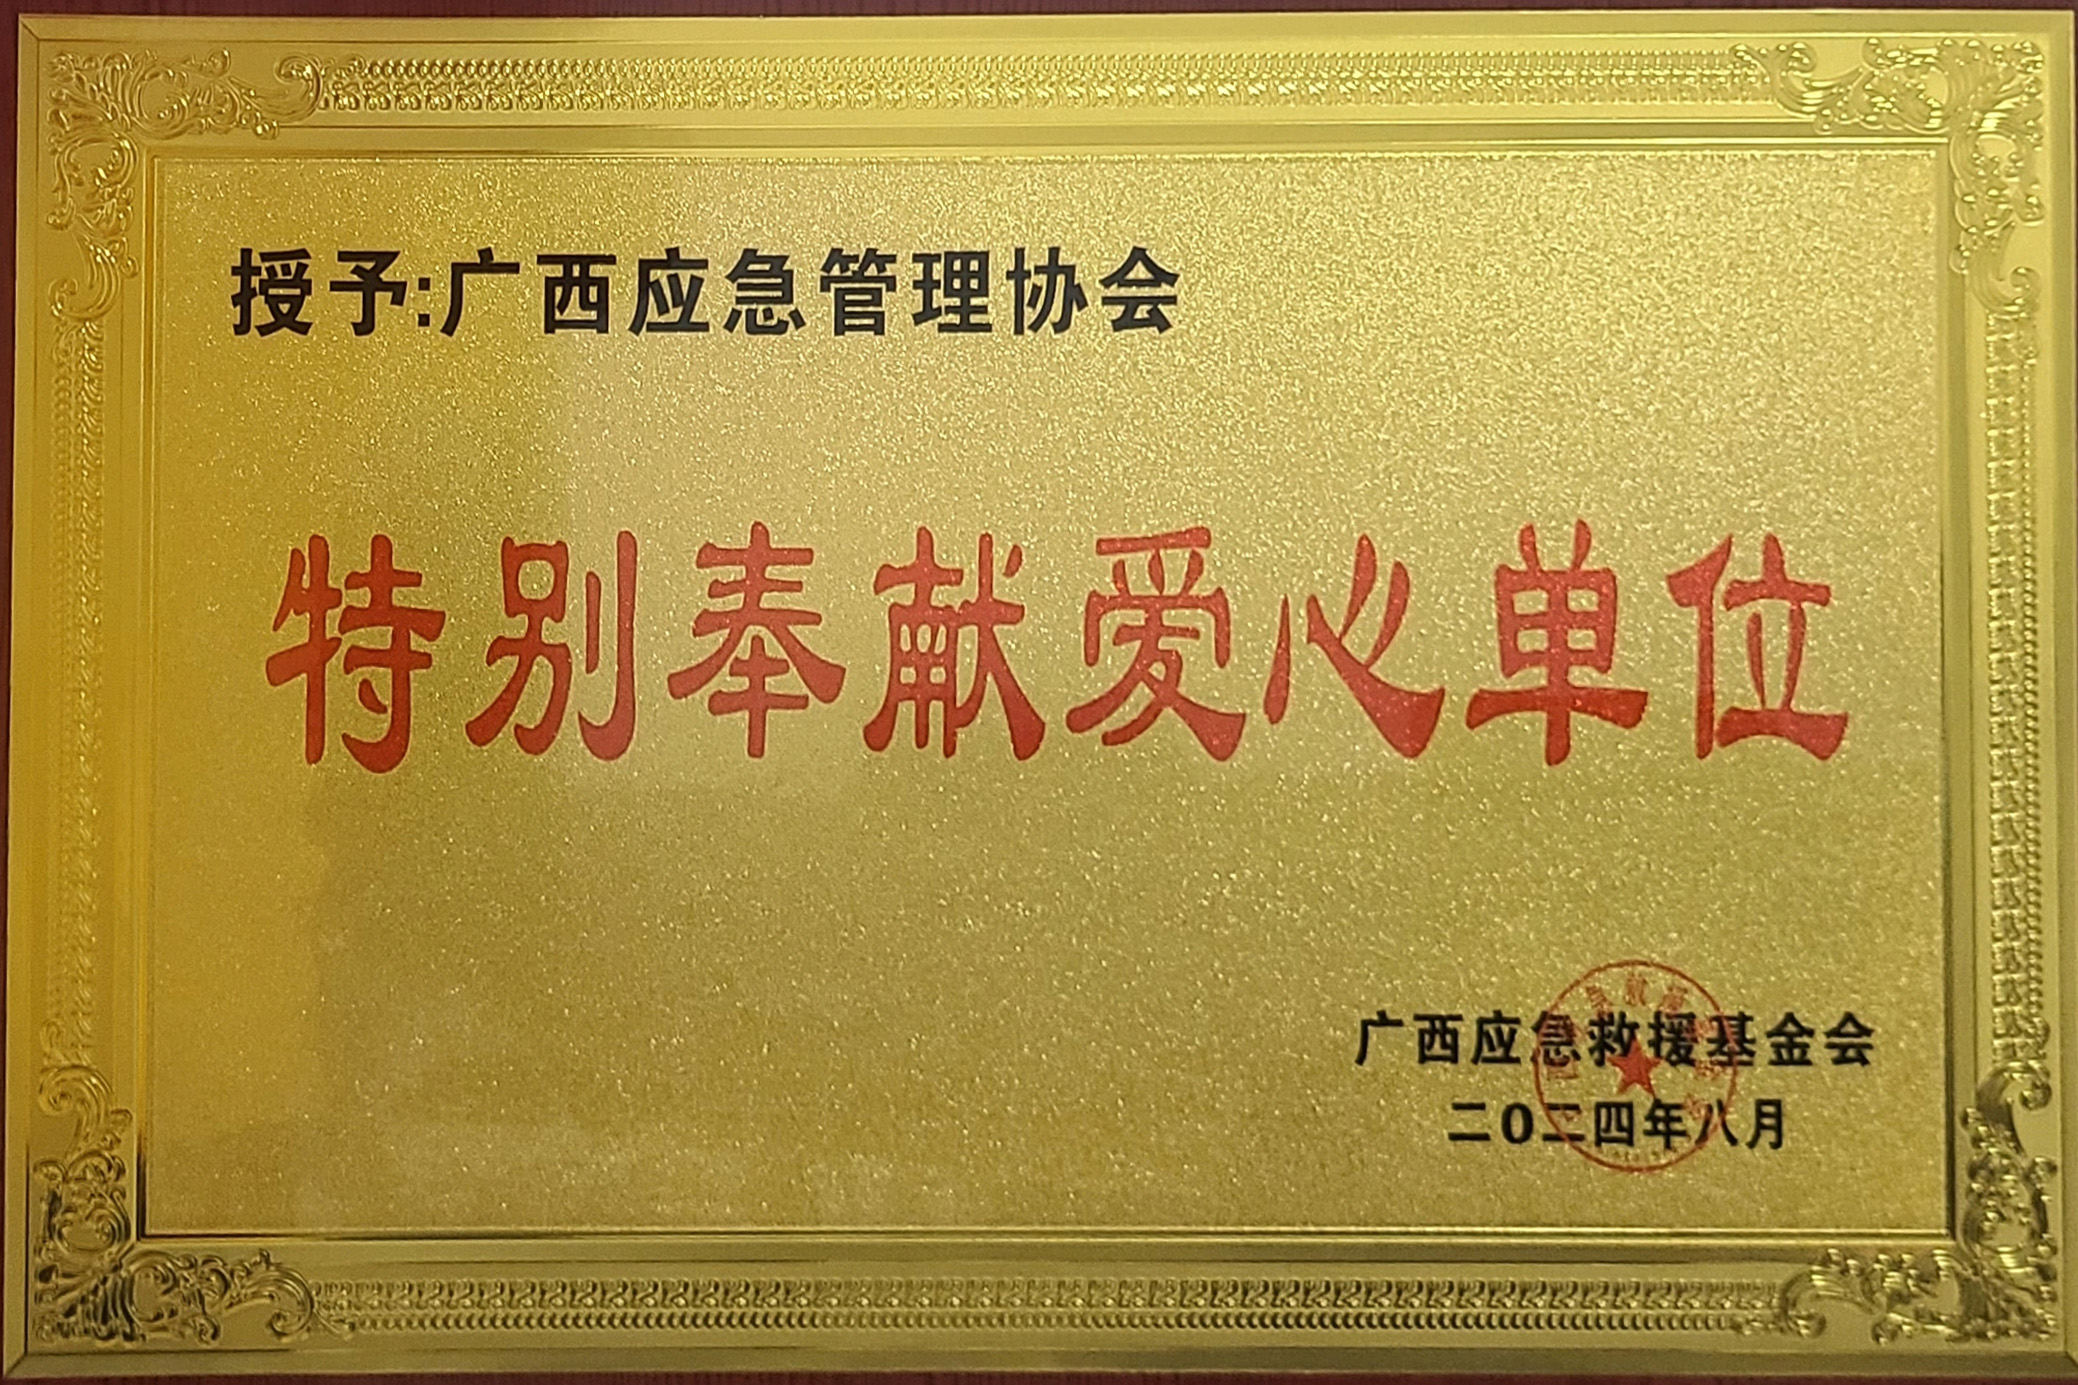 授予:广西应急管理协会
特别奉献爱心单位
广西应急救援基金会
二0二四年八月